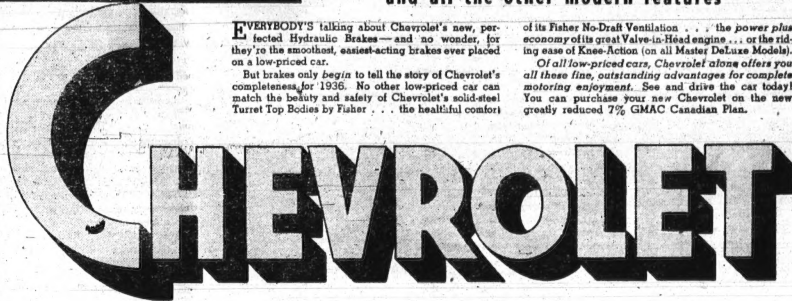 and all the other modern features
EVERYBODY'S talking about Chevrolet's new, per-
fected Hydraulic Brakes — and no wonder, for
they're the smoothest, easiest-acting brakes ever placed
on a low-priced car.
But brakes only begin to tell the story of Chevrolet's
completeness for 1936. No other low-priced car can
match the beauty and safety of Chevrolet's solid-steel
Turret Top Bodies by Fisher . . . the healthful comfort
of its Fisher No-Draft Ventilation . . . the power plus
economy of its great Valve-in-Head engine . . . or the rid-
ing ease of Knee-Action (on all Master DeLuxe Models).
Of all low-priced cars, Chevrolet alone offers you
all these fine, outstanding advantages for complete
motoring enjoyment. See and drive the car today!
You can purchase your new Chevrolet on the new
greatly reduced 7% GMAC Canadian Plan.
CHEVROLET